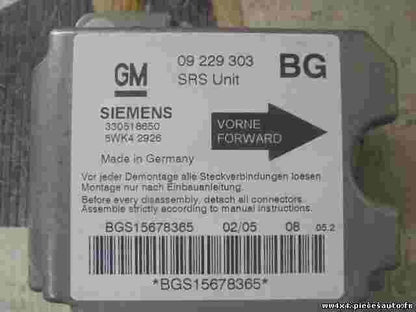 GM
09 229 303
SRS Unit
BG
SIEMENS
330518650
5WK4 2926
VORNE
FORWARD
Made in Germany
Vor jeder Demontage alle Steckverbindungen loesen
Montage nur nach Einbauanleitung.
Before every disassembly, detach all connectors.
Assemble strictly according to manual instructions.
BGS15678365 02/05 08 05.2
*BGS15678365*
ww4x4.piecesauto.fr